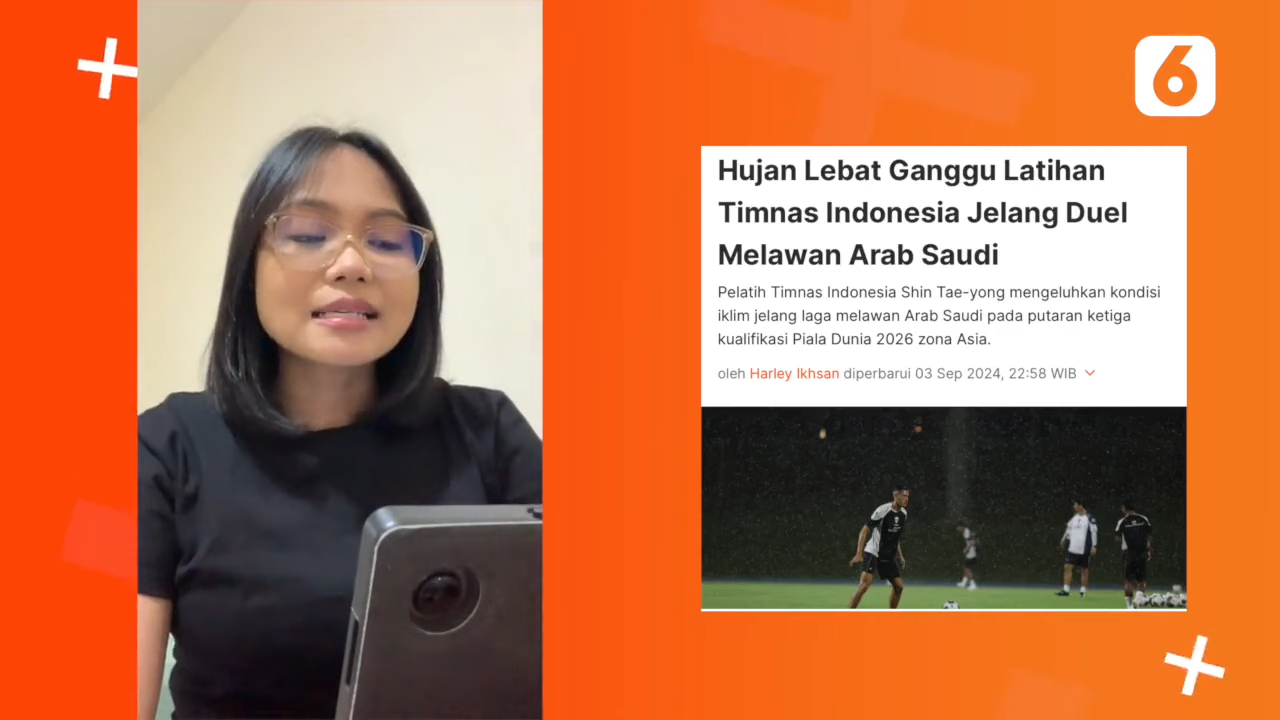 6
Hujan Lebat Ganggu Latihan
Timnas Indonesia Jelang Duel
Melawan Arab Saudi
Pelatih Timnas Indonesia Shin Tae-yong mengeluhkan kondisi
iklim jelang laga melawan Arab Saudi pada putaran ketiga
kualifikasi Piala Dunia 2026 zona Asia.
oleh Harley Ikhsan diperbarui 03 Sep 2024, 22:58 WIB